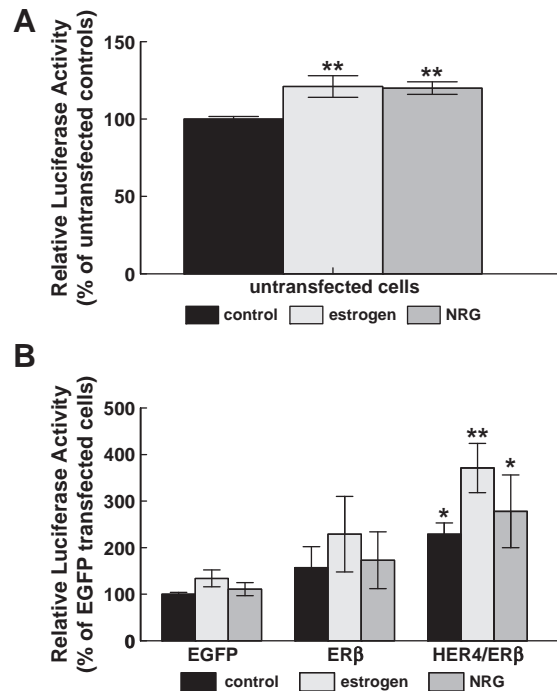 A
Relative Luciferase Activity
(% of untransfected controls)
150
**
**
100
50
0
untransfected cells
control estrogen NRG
B
Relative Luciferase Activity
(% of EGFP transfected cells)
500
400
**
*
300
*
200
100
0
EGFP ERβ HER4/ERβ
control estrogen NRG